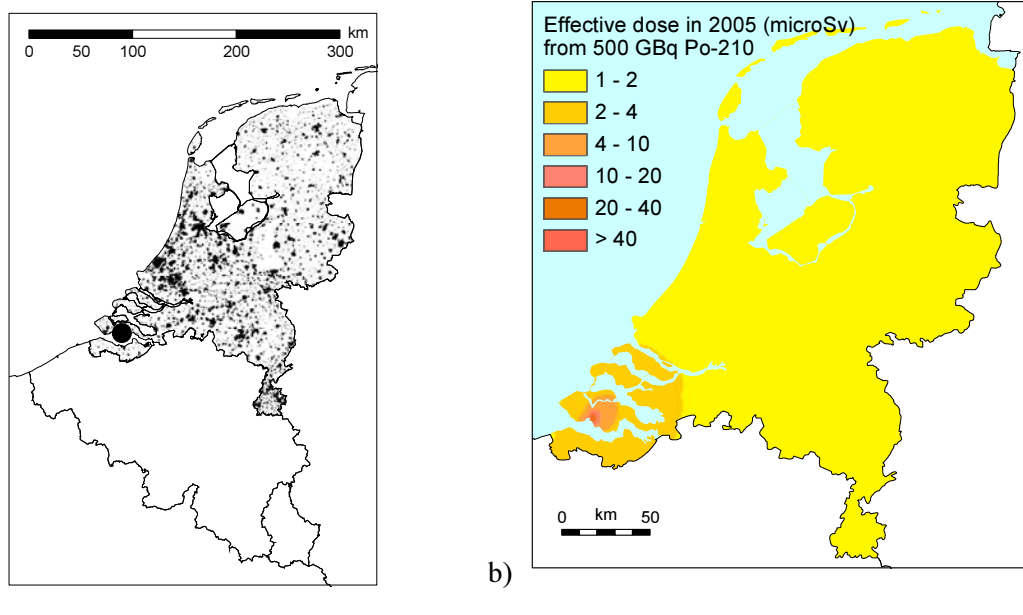 km
0 100 200 300
Effective dose in 2005 (microSv)
from 500 GBq Po-210
1 - 2
2 - 4
4 - 10
10 - 20
20 - 40
> 40
0 km 50
b)